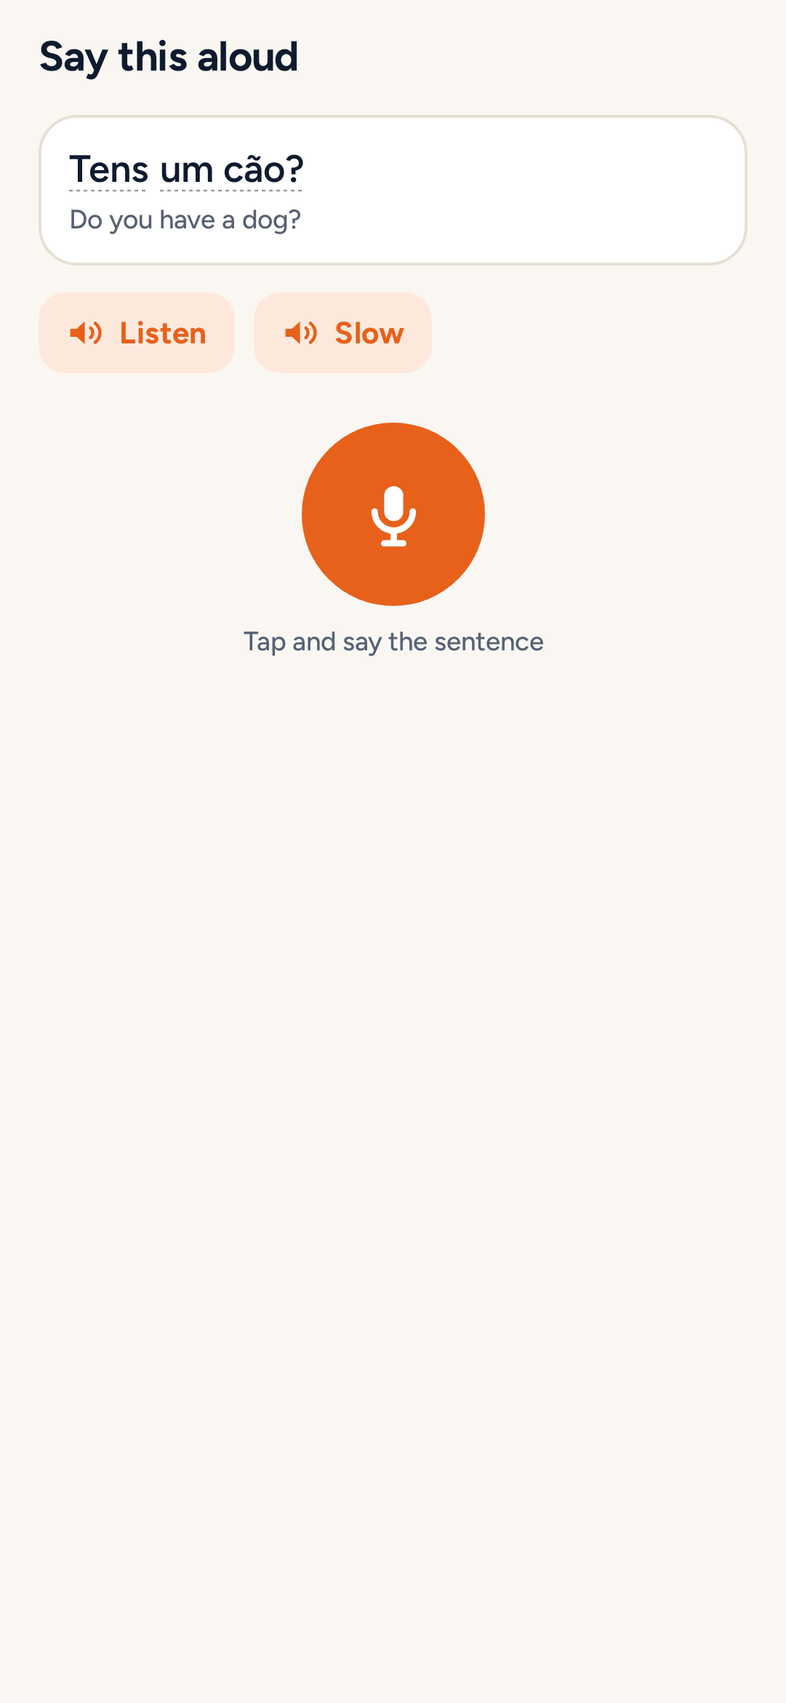 Say this aloud
Tens um cão?
Do you have a dog?
Listen
Slow
Tap and say the sentence